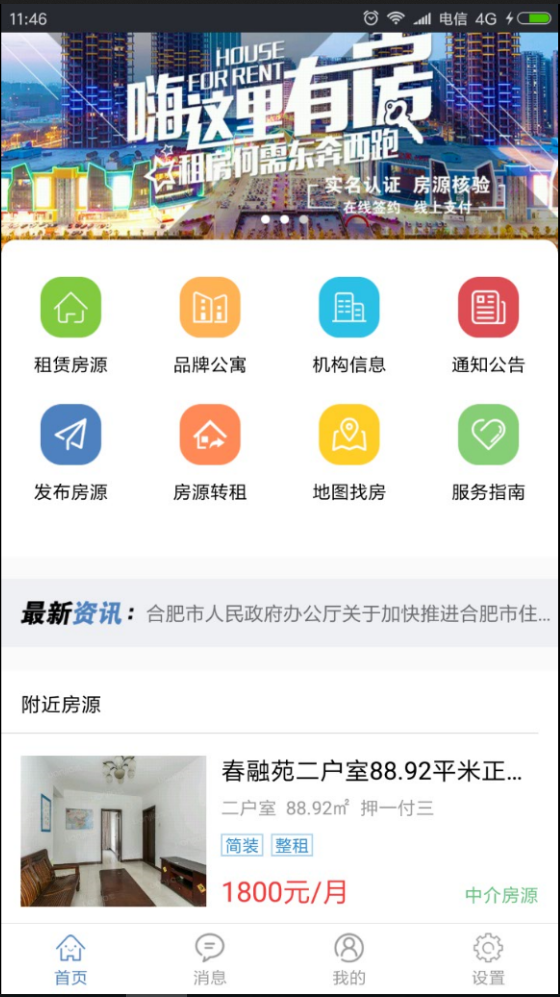 11:46
电信 4G
HOUSE
FOR RENT
嗨这里有房
租房何需东奔西跑
实名认证 房源核验
在线签约 线上支付
租赁房源 品牌公寓 机构信息 通知公告
发布房源 房源转租 地图找房 服务指南
最新资讯： 合肥市人民政府办公厅关于加快推进合肥市住...
附近房源
春融苑二户室88.92平米正...
二户室 88.92㎡ 押一付三
简装 整租
1800元/月 中介房源
首页 消息 我的 设置